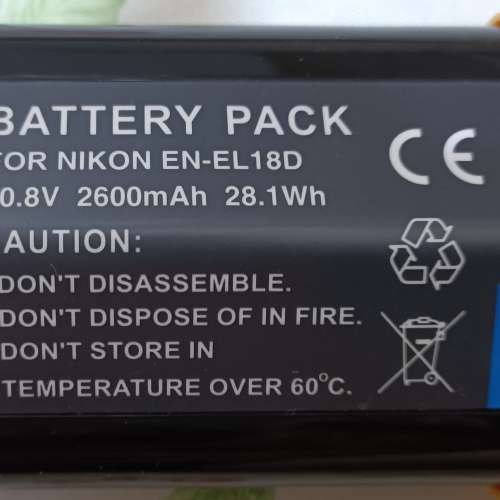 BATTERY PACK
FOR NIKON EN-EL18D
0.8V 2600mAh 28.1Wh
CE
CAUTION:
DON'T DISASSEMBLE.
DON'T DISPOSE OF IN FIRE.
DON'T STORE IN
TEMPERATURE OVER 60°C.